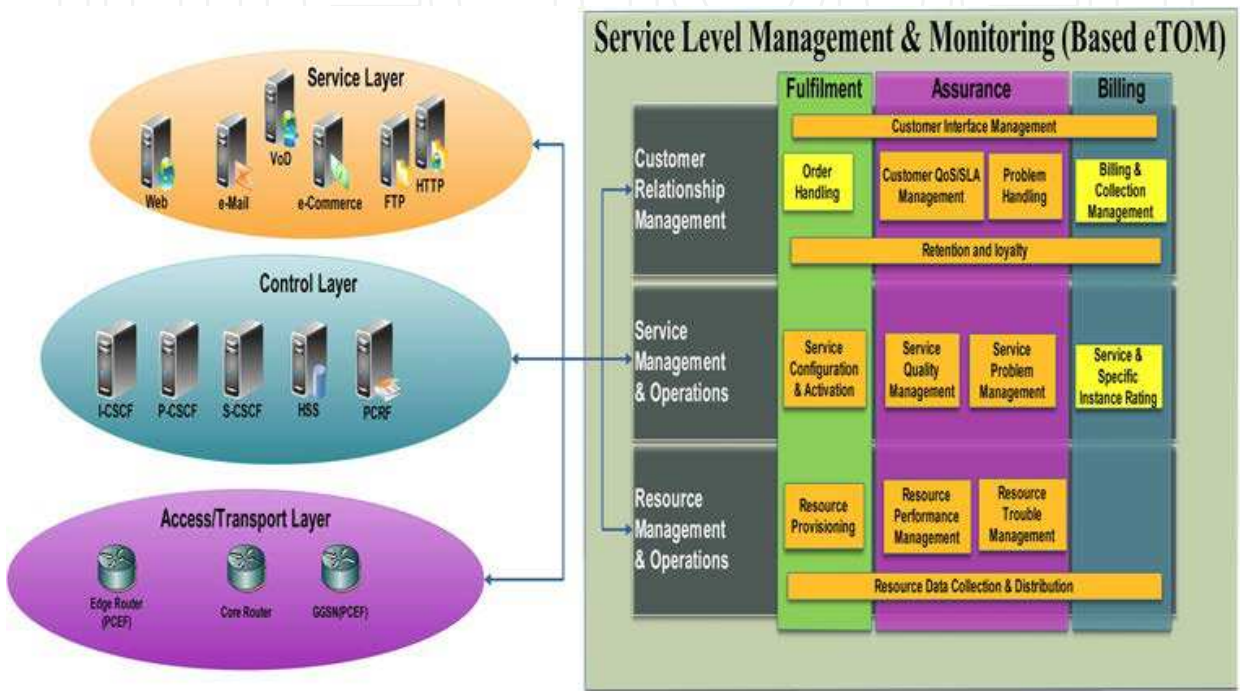 Service Level Management & Monitoring (Based eTOM)
Service Layer
VoD
Web
e-Mail
e-Commerce
FTP
HTTP
Control Layer
I-CSCF
P-CSCF
S-CSCF
HSS
PCRF
Access/Transport Layer
Edge Router
(PCEF)
Core Router
GGSN(PCEF)
Fulfilment
Assurance
Billing
Customer
Relationship
Management
Customer Interface Management
Order
Handling
Customer QoS/SLA
Management
Problem
Handling
Billing &
Collection
Management
Retention and loyalty
Service
Management
& Operations
Service
Configuration
& Activation
Service
Quality
Management
Service
Problem
Management
Service &
Specific
Instance Rating
Resource
Management
& Operations
Resource
Provisioning
Resource
Performance
Management
Resource
Trouble
Management
Resource Data Collection & Distribution